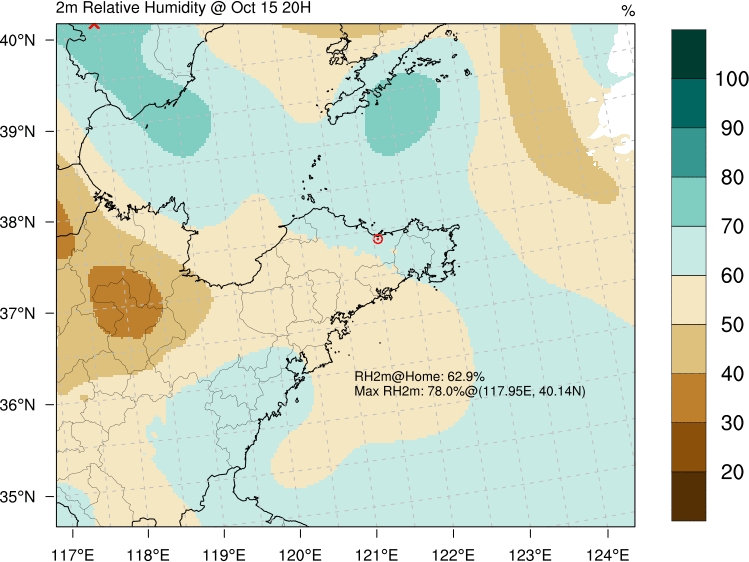 2m Relative Humidity @ Oct 15 20H
%
40°N
39°N
38°N
37°N
36°N
35°N
117°E
118°E
119°E
120°E
121°E
122°E
123°E
124°E
RH2m@Home: 62.9%
Max RH2m: 78.0%@(117.95E, 40.14N)
100
90
80
70
60
50
40
30
20